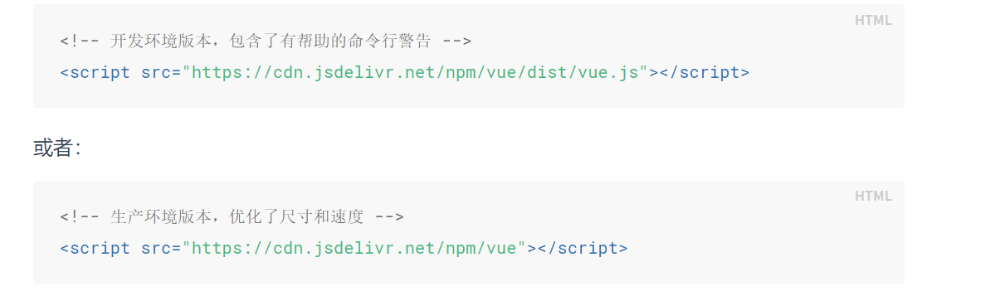 HTML
<!-- 开发环境版本，包含了有帮助的命令行警告 -->
<script src="https://cdn.jsdelivr.net/npm/vue/dist/vue.js"></script>
或者：
HTML
<!-- 生产环境版本，优化了尺寸和速度 -->
<script src="https://cdn.jsdelivr.net/npm/vue"></script>